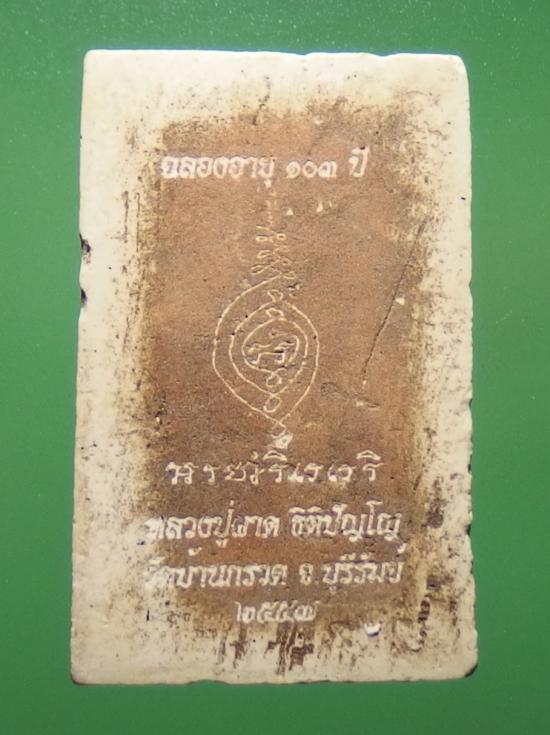 ฉลองอายุ ๑๐๓ ปี
หลวงปู่ผาด ฐิติปัญโญ
วัดบ้านกรวด จ.บุรีรัมย์
๒๕๕๗